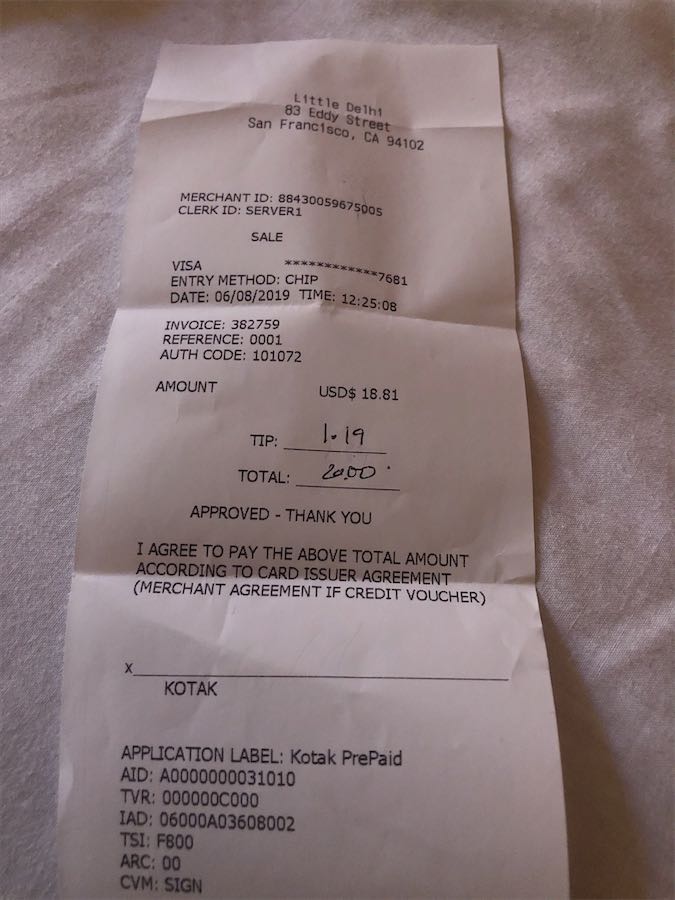 Little Delhi
83 Eddy Street
San Francisco, CA 94102
MERCHANT ID: 88430059675005
CLERK ID: SERVER1
SALE
VISA ************7681
ENTRY METHOD: CHIP
DATE: 06/08/2019 TIME: 12:25:08
INVOICE: 382759
REFERENCE: 0001
AUTH CODE: 101072
AMOUNT USD$ 18.81
TIP: 1.19
TOTAL: 20.00
APPROVED - THANK YOU
I AGREE TO PAY THE ABOVE TOTAL AMOUNT
ACCORDING TO CARD ISSUER AGREEMENT
(MERCHANT AGREEMENT IF CREDIT VOUCHER)
X
KOTAK
APPLICATION LABEL: Kotak PrePaid
AID: A0000000031010
TVR: 000000C000
IAD: 06000A03608002
TSI: F800
ARC: 00
CVM: SIGN